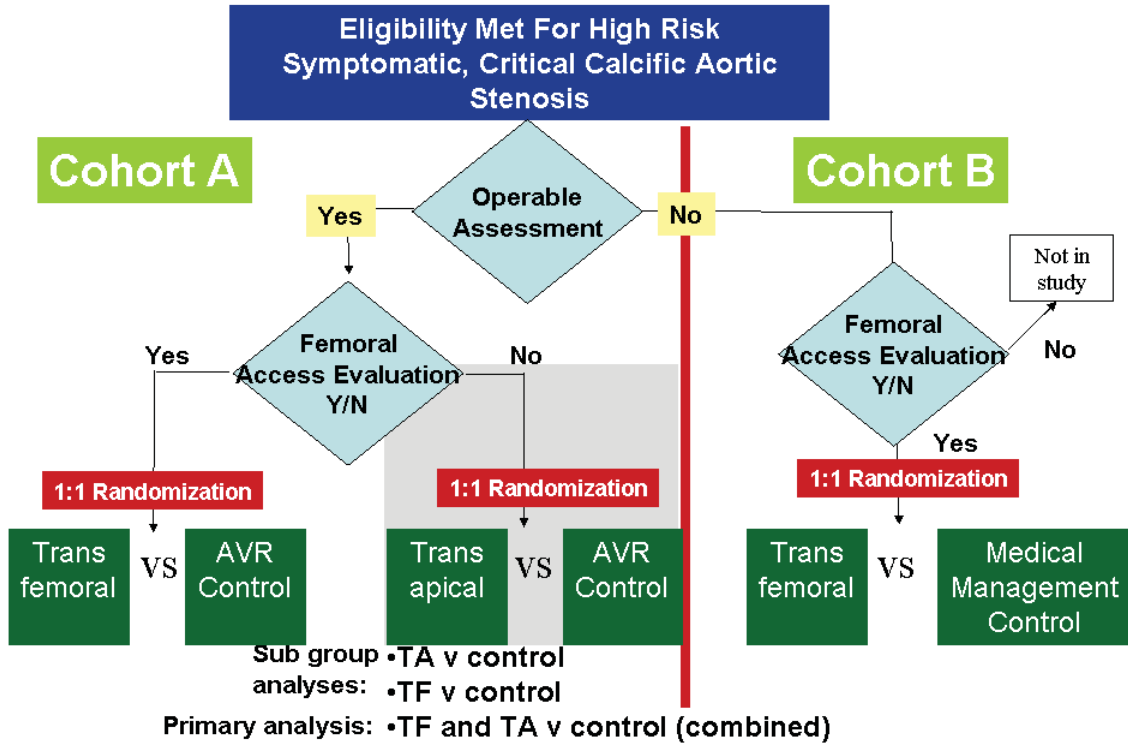 Eligibility Met For High Risk
Symptomatic, Critical Calcific Aortic
Stenosis
Cohort A
Cohort B
Operable
Assessment
Yes
No
Not in
study
Femoral
Access Evaluation
Y/N
Yes
No
Femoral
Access Evaluation
Y/N
No
Yes
1:1 Randomization
1:1 Randomization
1:1 Randomization
Trans
femoral
VS
AVR
Control
Trans
apical
VS
AVR
Control
Trans
femoral
VS
Medical
Management
Control
Sub group
analyses:
•TA v control
•TF v control
Primary analysis: •TF and TA v control (combined)